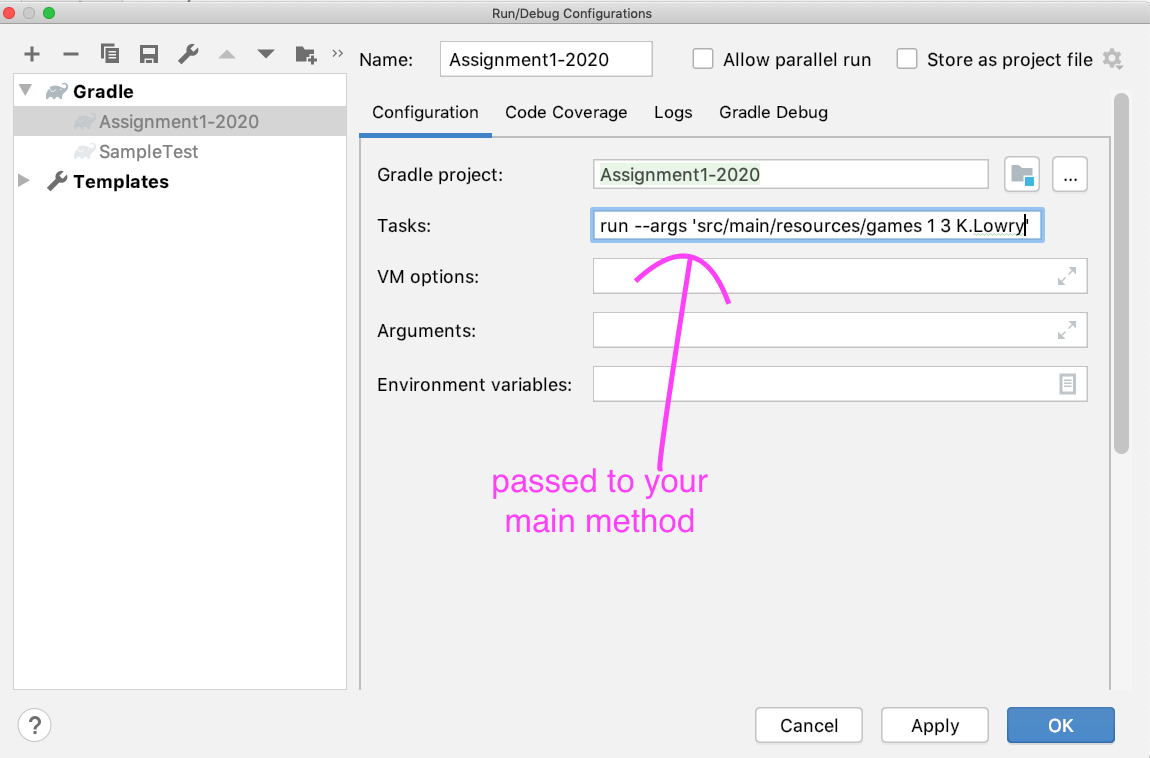 Run/Debug Configurations
Name: Assignment1-2020 Allow parallel run Store as project file
Gradle
Assignment1-2020
SampleTest
Templates
Configuration Code Coverage Logs Gradle Debug
Gradle project: Assignment1-2020 ...
Tasks: run --args 'src/main/resources/games 1 3 K.Lowry'
VM options:
Arguments:
Environment variables:
passed to your
main method
? Cancel Apply OK